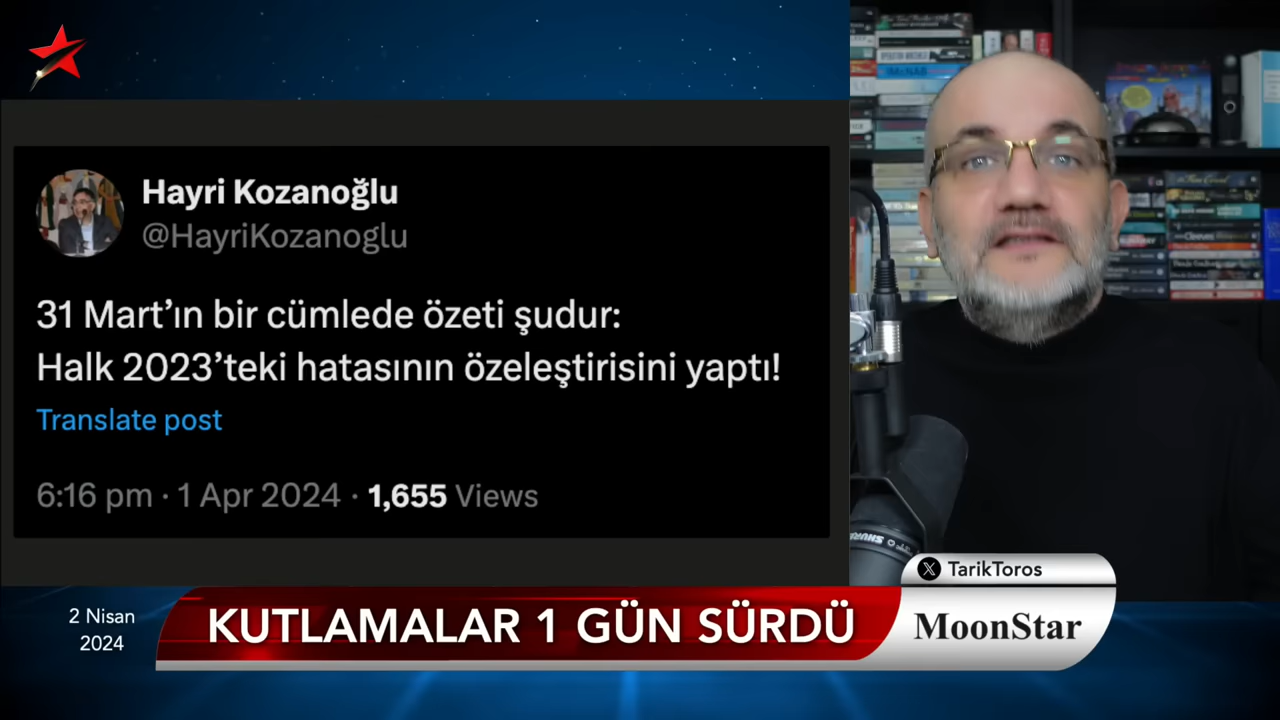 Hayri Kozanoğlu
@HayriKozanoglu
31 Mart’ın bir cümlede özeti şudur:
Halk 2023’teki hatasının özeleştirisini yaptı!
Translate post
6:16 pm · 1 Apr 2024 · 1,655 Views
SHURE
X TarikToros
2 Nisan
2024
KUTLAMALAR 1 GÜN SÜRDÜ
MoonStar